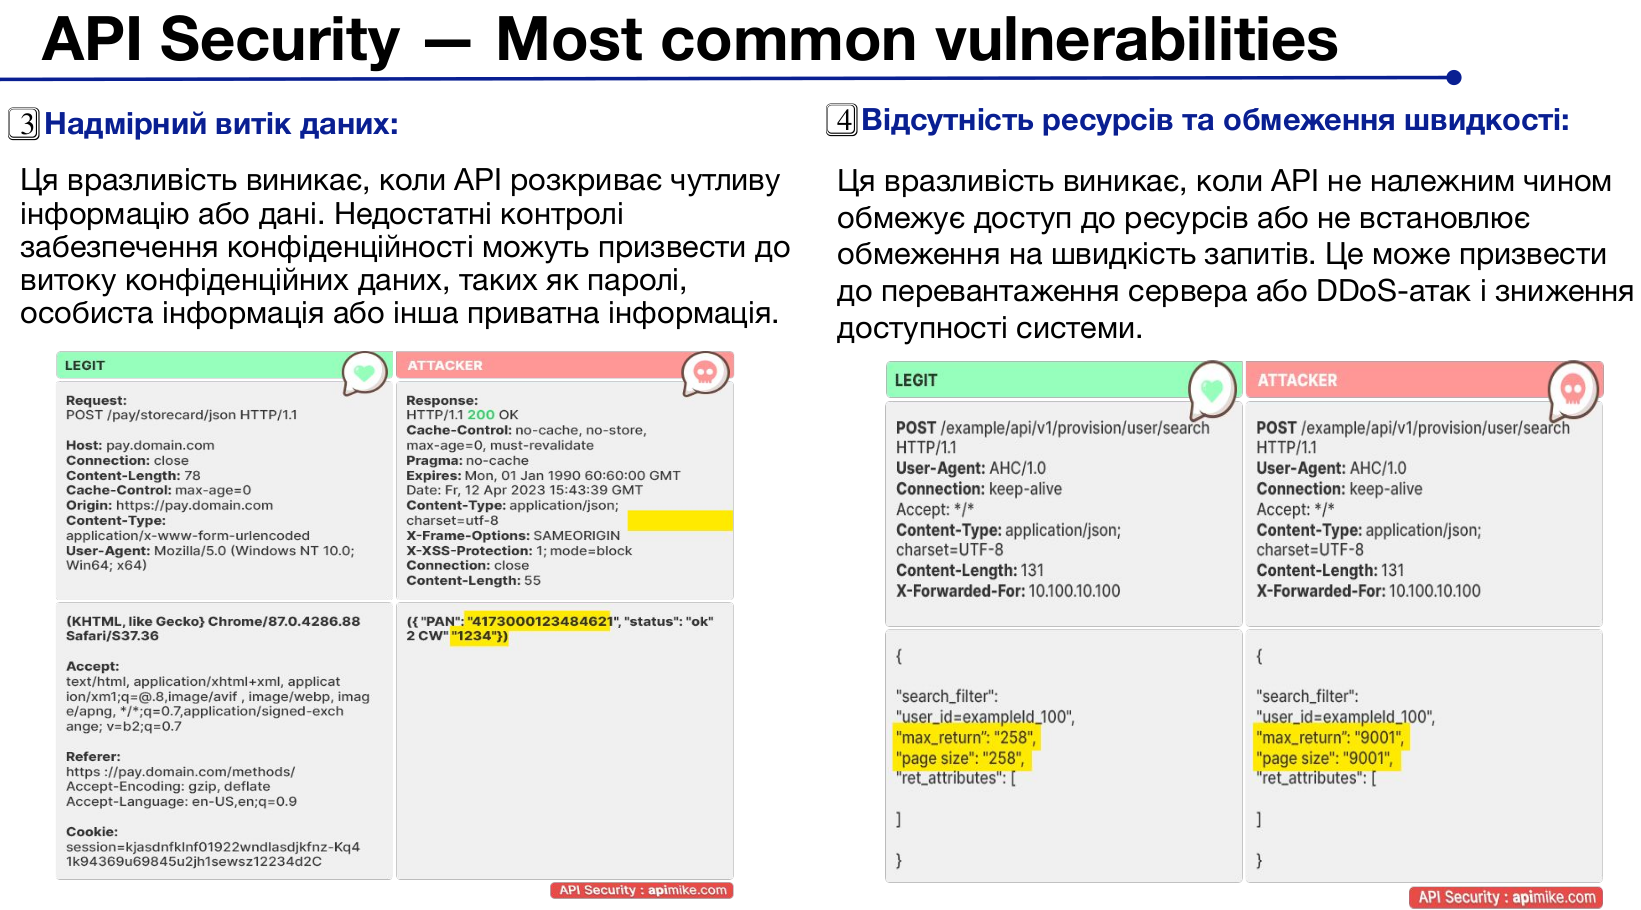 API Security — Most common vulnerabilities
3 Надмірний витік даних:
Ця вразливість виникає, коли API розкриває чутливу
інформацію або дані. Недостатні контролі
забезпечення конфіденційності можуть призвести до
витоку конфіденційних даних, таких як паролі,
особиста інформація або інша приватна інформація.
LEGIT
Request:
POST /pay/storecard/json HTTP/1.1
Host: pay.domain.com
Connection: close
Content-Length: 78
Cache-Control: max-age=0
Origin: https://pay.domain.com
Content-Type:
application/x-www-form-urlencoded
User-Agent: Mozilla/5.0 (Windows NT 10.0;
Win64; x64)
(KHTML, like Gecko} Chrome/87.0.4286.88
Safari/S37.36
Accept:
text/html, application/xhtml+xml, applicat
ion/xm1;q=@.8,image/avif , image/webp, imag
e/apng, */*;q=0.7,application/signed-exch
ange; v=b2;q=0.7
Referer:
https ://pay.domain.com/methods/
Accept-Encoding: gzip, deflate
Accept-Language: en-US,en;q=0.9
Cookie:
session=kjasdnfklnf01922wndlasdjkfnz-Kq4
1k94369u69845u2jh1sewsz12234d2C
ATTACKER
Response:
HTTP/1.1 200 OK
Cache-Control: no-cache, no-store,
max-age=0, must-revalidate
Pragma: no-cache
Expires: Mon, 01 Jan 1990 60:60:00 GMT
Date: Fr, 12 Apr 2023 15:43:39 GMT
Content-Type: application/json;
charset=utf-8
X-Frame-Options: SAMEORIGIN
X-XSS-Protection: 1; mode=block
Connection: close
Content-Length: 55
({ "PAN": "4173000123484621", "status": "ok"
2 CW" "1234"})
API Security : apimike.com
4 Відсутність ресурсів та обмеження швидкості:
Ця вразливість виникає, коли API не належним чином
обмежує доступ до ресурсів або не встановлює
обмеження на швидкість запитів. Це може призвести
до перевантаження сервера або DDoS-атак і зниження
доступності системи.
LEGIT
POST /example/api/v1/provision/user/search
HTTP/1.1
User-Agent: AHC/1.0
Connection: keep-alive
Accept: */*
Content-Type: application/json;
charset=UTF-8
Content-Length: 131
X-Forwarded-For: 10.100.10.100
{
"search_filter":
"user_id=exampleId_100",
"max_return": "258",
"page size": "258",
"ret_attributes": [
]
}
ATTACKER
POST /example/api/v1/provision/user/search
HTTP/1.1
User-Agent: AHC/1.0
Connection: keep-alive
Accept: */*
Content-Type: application/json;
charset=UTF-8
Content-Length: 131
X-Forwarded-For: 10.100.10.100
{
"search_filter":
"user_id=exampleId_100",
"max_return": "9001",
"page size": "9001",
"ret_attributes": [
]
}
API Security : apimike.com